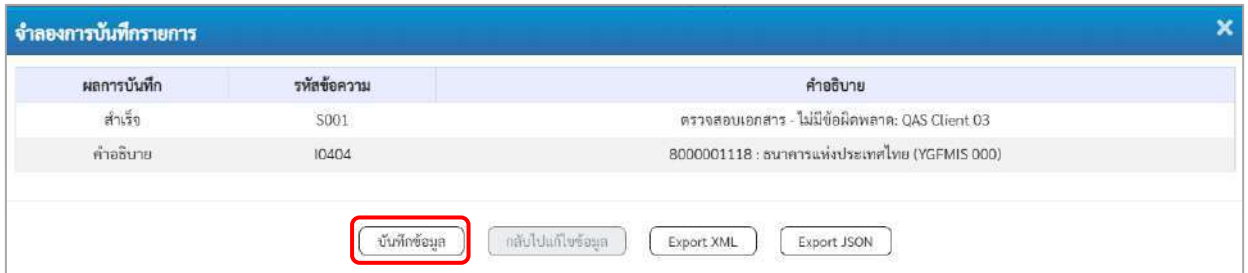 จำลองการบันทึกรายการ
ผลการบันทึก รหัสข้อความ คำอธิบาย
สำเร็จ S001 ตรวจสอบเอกสาร - ไม่มีข้อผิดพลาด: QAS Client 03
คำอธิบาย I0404 8000001118 : ธนาคารแห่งประเทศไทย (YGFMIS 000)
บันทึกข้อมูล กลับไปแก้ไขข้อมูล Export XML Export JSON